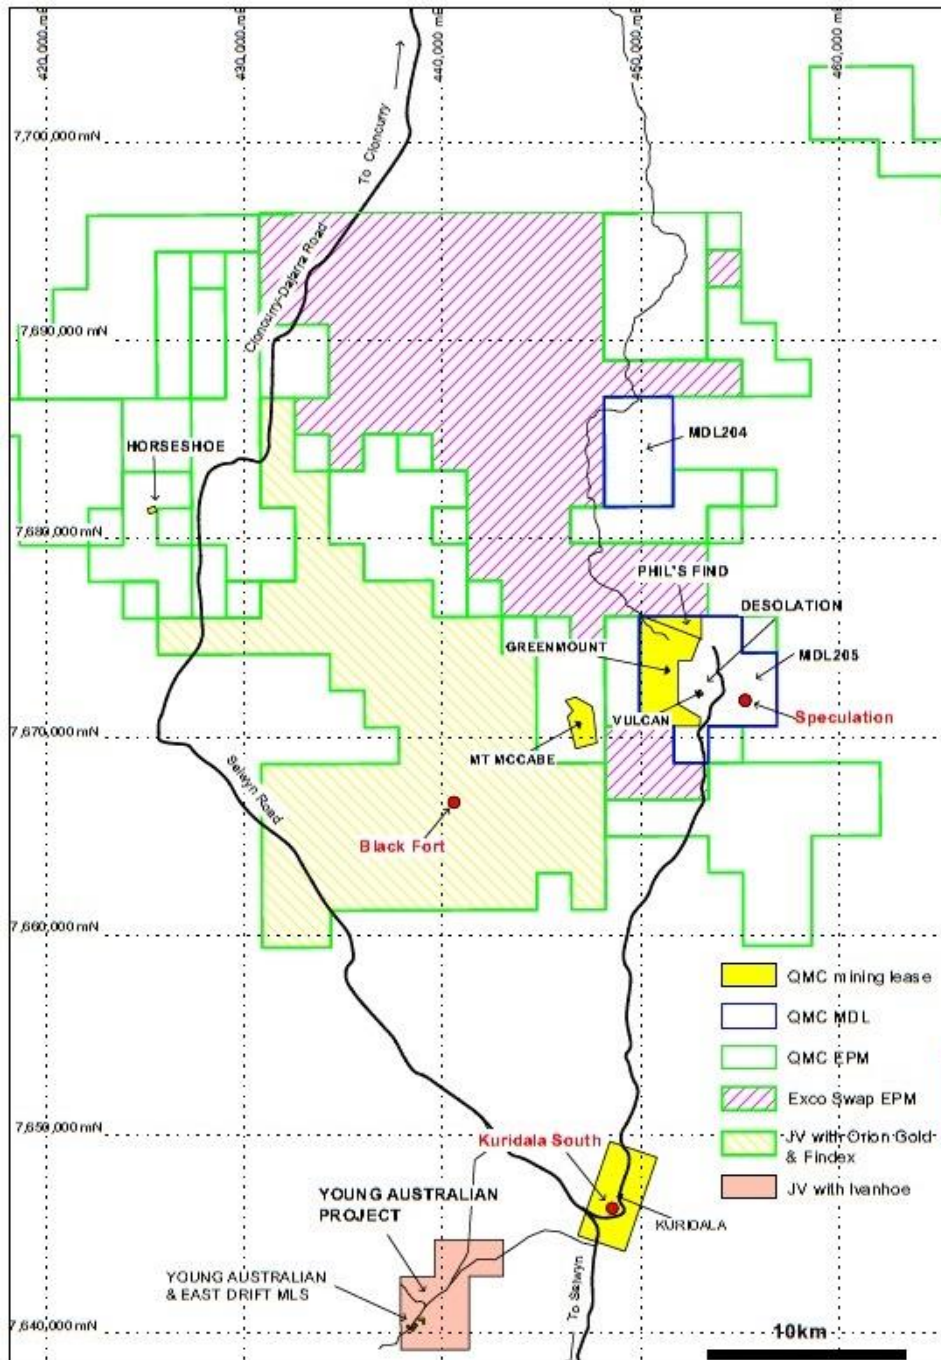 420,000 mE
430,000 mE
440,000 mE
450,000 mE
460,000 mE
7,700,000 mN
To Cloncurry
Cloncurry-Dajarra Road
7,690,000 mN
MDL204
HORSESHOE
7,680,000 mN
PHIL'S FIND
DESOLATION
GREENMOUNT
MDL205
VULCAN
Speculation
7,670,000 mN
MT MCCABE
Selwyn Road
Black Fort
7,660,000 mN
QMC mining lease
QMC MDL
QMC EPM
Exco Swap EPM
7,650,000 mN
Kuridala South
JV with Orion Gold
& Findex
JV with Ivanhoe
YOUNG AUSTRALIAN
PROJECT
KURIDALA
YOUNG AUSTRALIAN
& EAST DRIFT MLS
To Selwyn
7,640,000 mN
10km